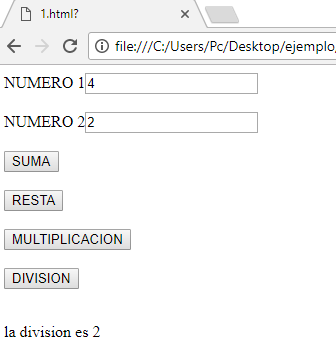 1.html?
file:///C:/Users/Pc/Desktop/ejemplo
NUMERO 1 4
NUMERO 2 2
SUMA
RESTA
MULTIPLICACION
DIVISION
la division es 2